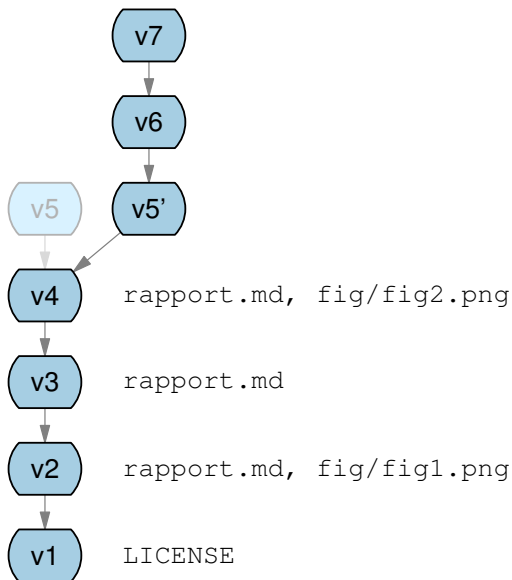 v7
v6
v5 v5’
v4 rapport.md, fig/fig2.png
v3 rapport.md
v2 rapport.md, fig/fig1.png
v1 LICENSE